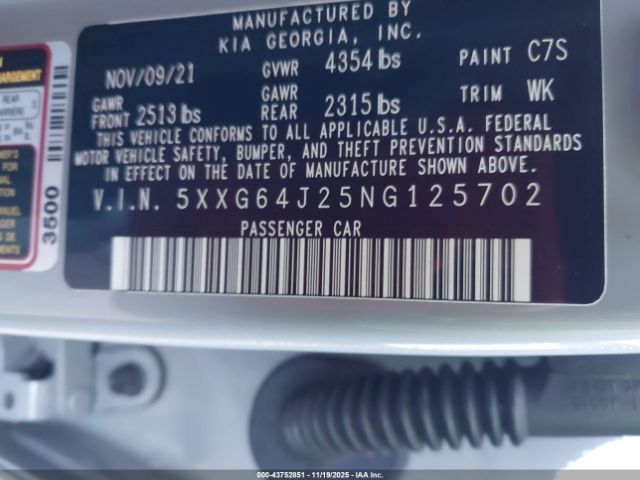 MANUFACTURED BY
KIA GEORGIA, INC.
NOV/09/21 GVWR 4354 lbs PAINT C7S
GAWR FRONT 2513 lbs GAWR REAR 2315 lbs TRIM WK
THIS VEHICLE CONFORMS TO ALL APPLICABLE U.S.A. FEDERAL
MOTOR VEHICLE SAFETY, BUMPER, AND THEFT PREVENTION STANDARDS
IN EFFECT ON THE DATE OF MANUFACTURE SHOWN ABOVE.
V.I.N. 5XXG64J25NG125702
PASSENGER CAR
REAR
3500
000-43752851 | 11/19/2025 | IAA Inc.